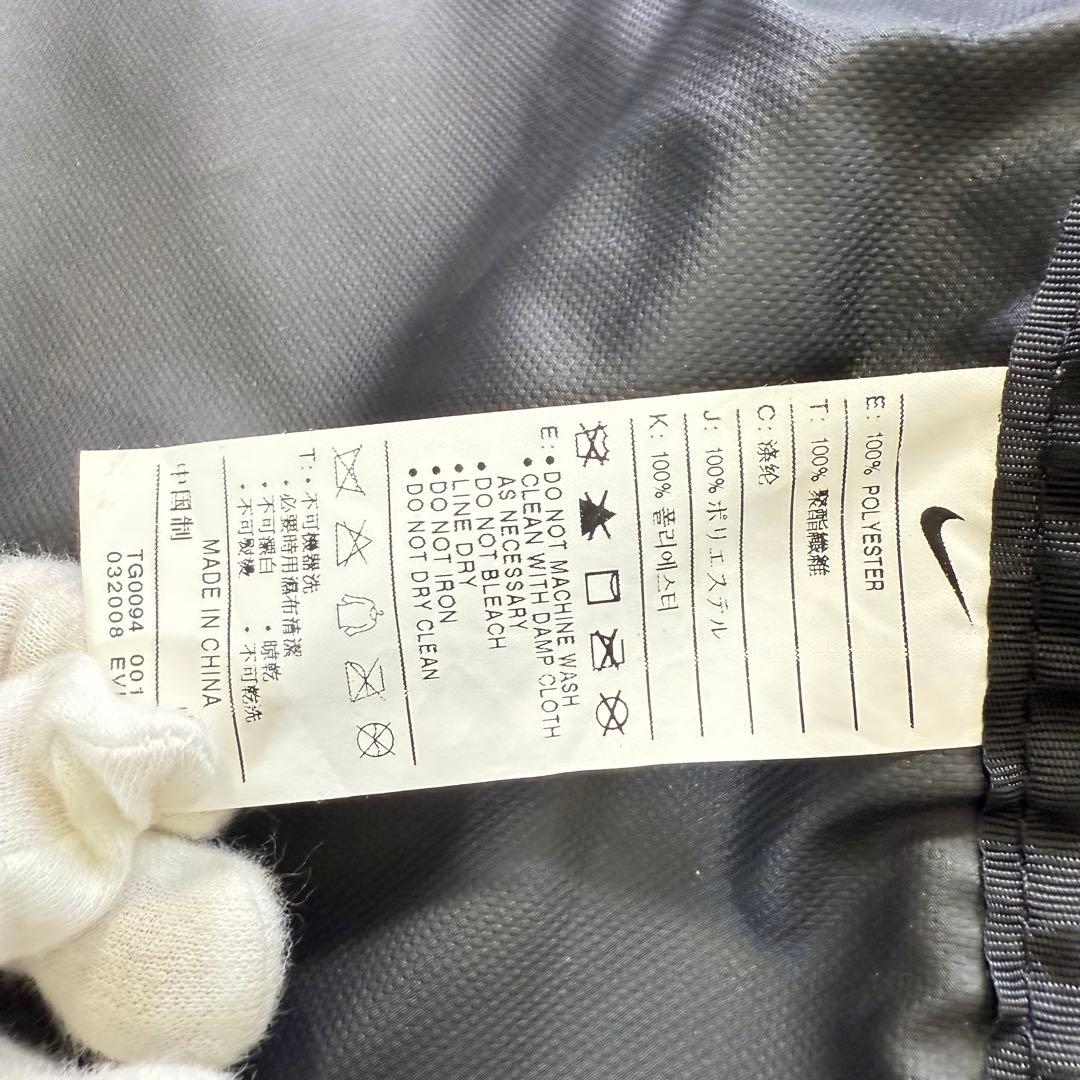 E: 100% POLYESTER
T: 100% 聚酯纖維
C: 涤纶
J: 100% ポリエステル
K: 100% 폴리에스터
E: • DO NOT MACHINE WASH
• CLEAN WITH DAMP CLOTH
AS NECESSARY
• DO NOT BLEACH
• LINE DRY
• DO NOT IRON
• DO NOT DRY CLEAN
T: • 不可機器洗
• 必要時用濕布清潔
• 不可漂白 • 晾乾
• 不可熨燙 • 不可乾洗
MADE IN CHINA
中国制
TG0094 001
032008 EV